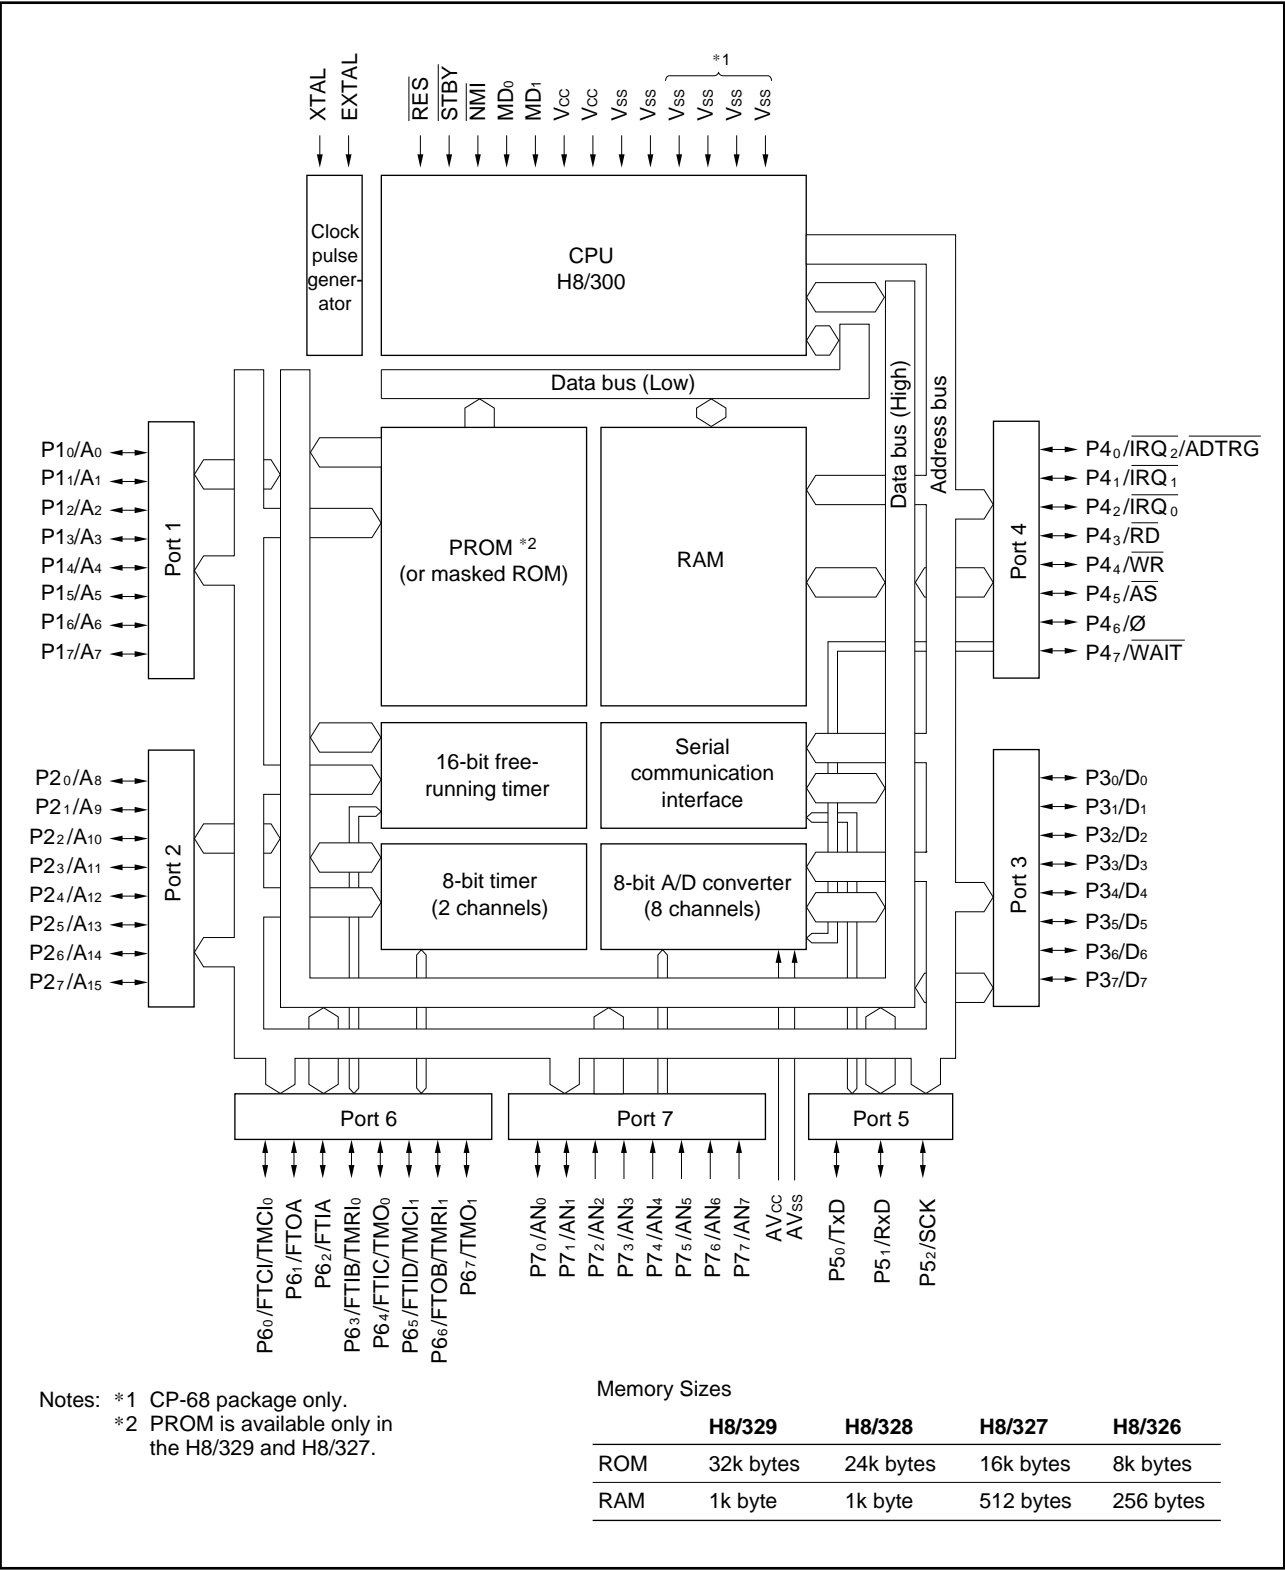 *1
XTAL
EXTAL
RES
STBY
NMI
MD0
MD1
Vcc
Vcc
Vss
Vss
Vss
Vss
Vss
Vss
Clock
pulse
gener-
ator
CPU
H8/300
Data bus (Low)
Data bus (High)
Address bus
PROM *2
(or masked ROM)
RAM
16-bit free-
running timer
Serial
communication
interface
8-bit timer
(2 channels)
8-bit A/D converter
(8 channels)
Port 1
P10/A0
P11/A1
P12/A2
P13/A3
P14/A4
P15/A5
P16/A6
P17/A7
Port 2
P20/A8
P21/A9
P22/A10
P23/A11
P24/A12
P25/A13
P26/A14
P27/A15
Port 4
P40/IRQ2/ADTRG
P41/IRQ1
P42/IRQ0
P43/RD
P44/WR
P45/AS
P46/Ø
P47/WAIT
Port 3
P30/D0
P31/D1
P32/D2
P33/D3
P34/D4
P35/D5
P36/D6
P37/D7
Port 6
P60/FTCI/TMCI0
P61/FTOA
P62/FTIA
P63/FTIB/TMRI0
P64/FTIC/TMO0
P65/FTID/TMCI1
P66/FTOB/TMRI1
P67/TMO1
Port 7
P70/AN0
P71/AN1
P72/AN2
P73/AN3
P74/AN4
P75/AN5
P76/AN6
P77/AN7
AVcc
AVss
Port 5
P50/TxD
P51/RxD
P52/SCK
Notes: *1 CP-68 package only.
*2 PROM is available only in
the H8/329 and H8/327.
Memory Sizes
H8/329 H8/328 H8/327 H8/326
ROM 32k bytes 24k bytes 16k bytes 8k bytes
RAM 1k byte 1k byte 512 bytes 256 bytes